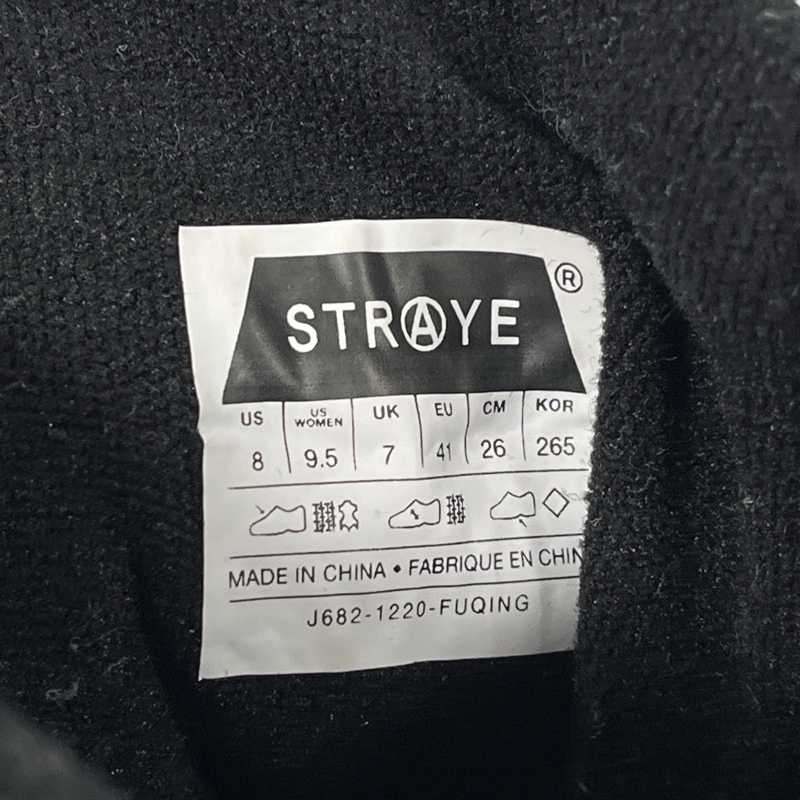 STRAYE ®
US US WOMEN UK EU CM KOR
8 9.5 7 41 26 265
MADE IN CHINA • FABRIQUE EN CHIN
J682-1220-FUQING